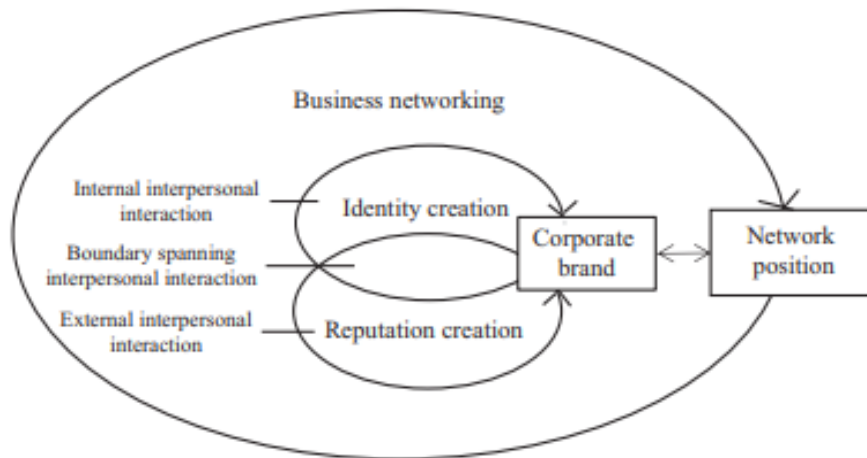 Business networking
Internal interpersonal
interaction
Identity creation
Boundary spanning
interpersonal interaction
Corporate
brand
Network
position
External interpersonal
interaction
Reputation creation